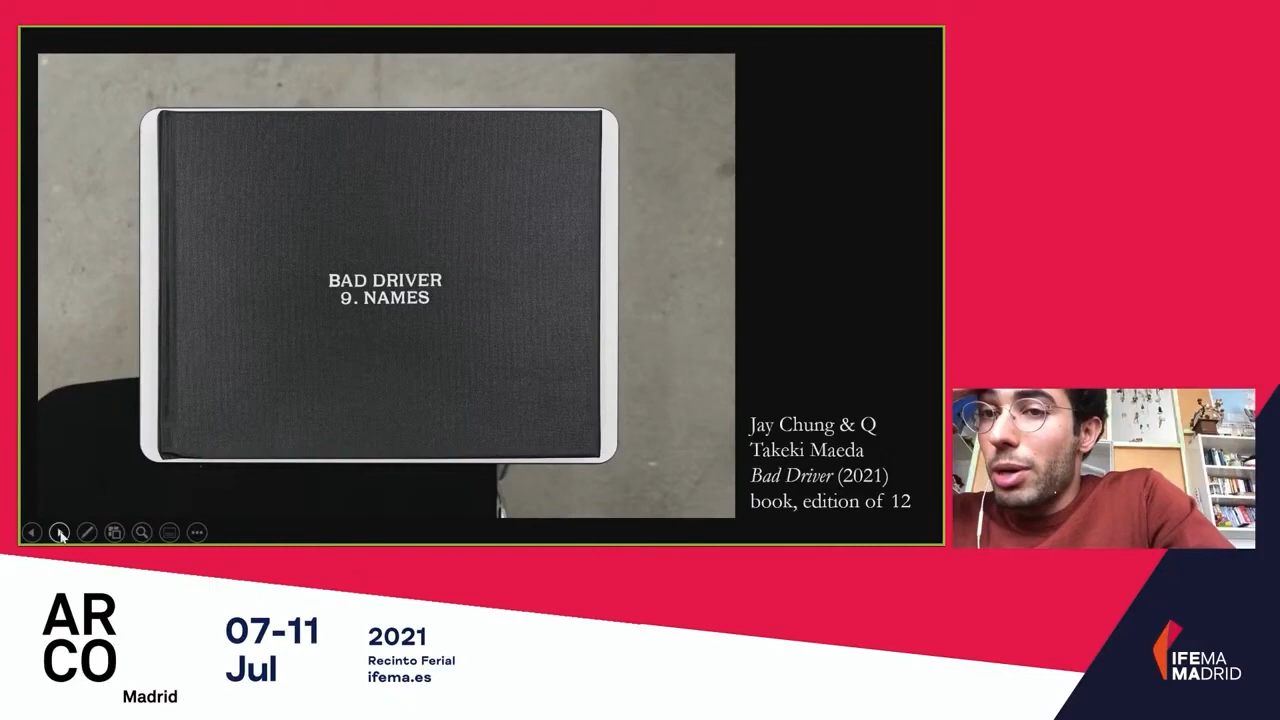 BAD DRIVER
9. NAMES
Jay Chung & Q
Takeki Maeda
Bad Driver (2021)
book, edition of 12
AR
CO
Madrid
07-11
Jul
2021
Recinto Ferial
ifema.es
IFEMA
MADRID